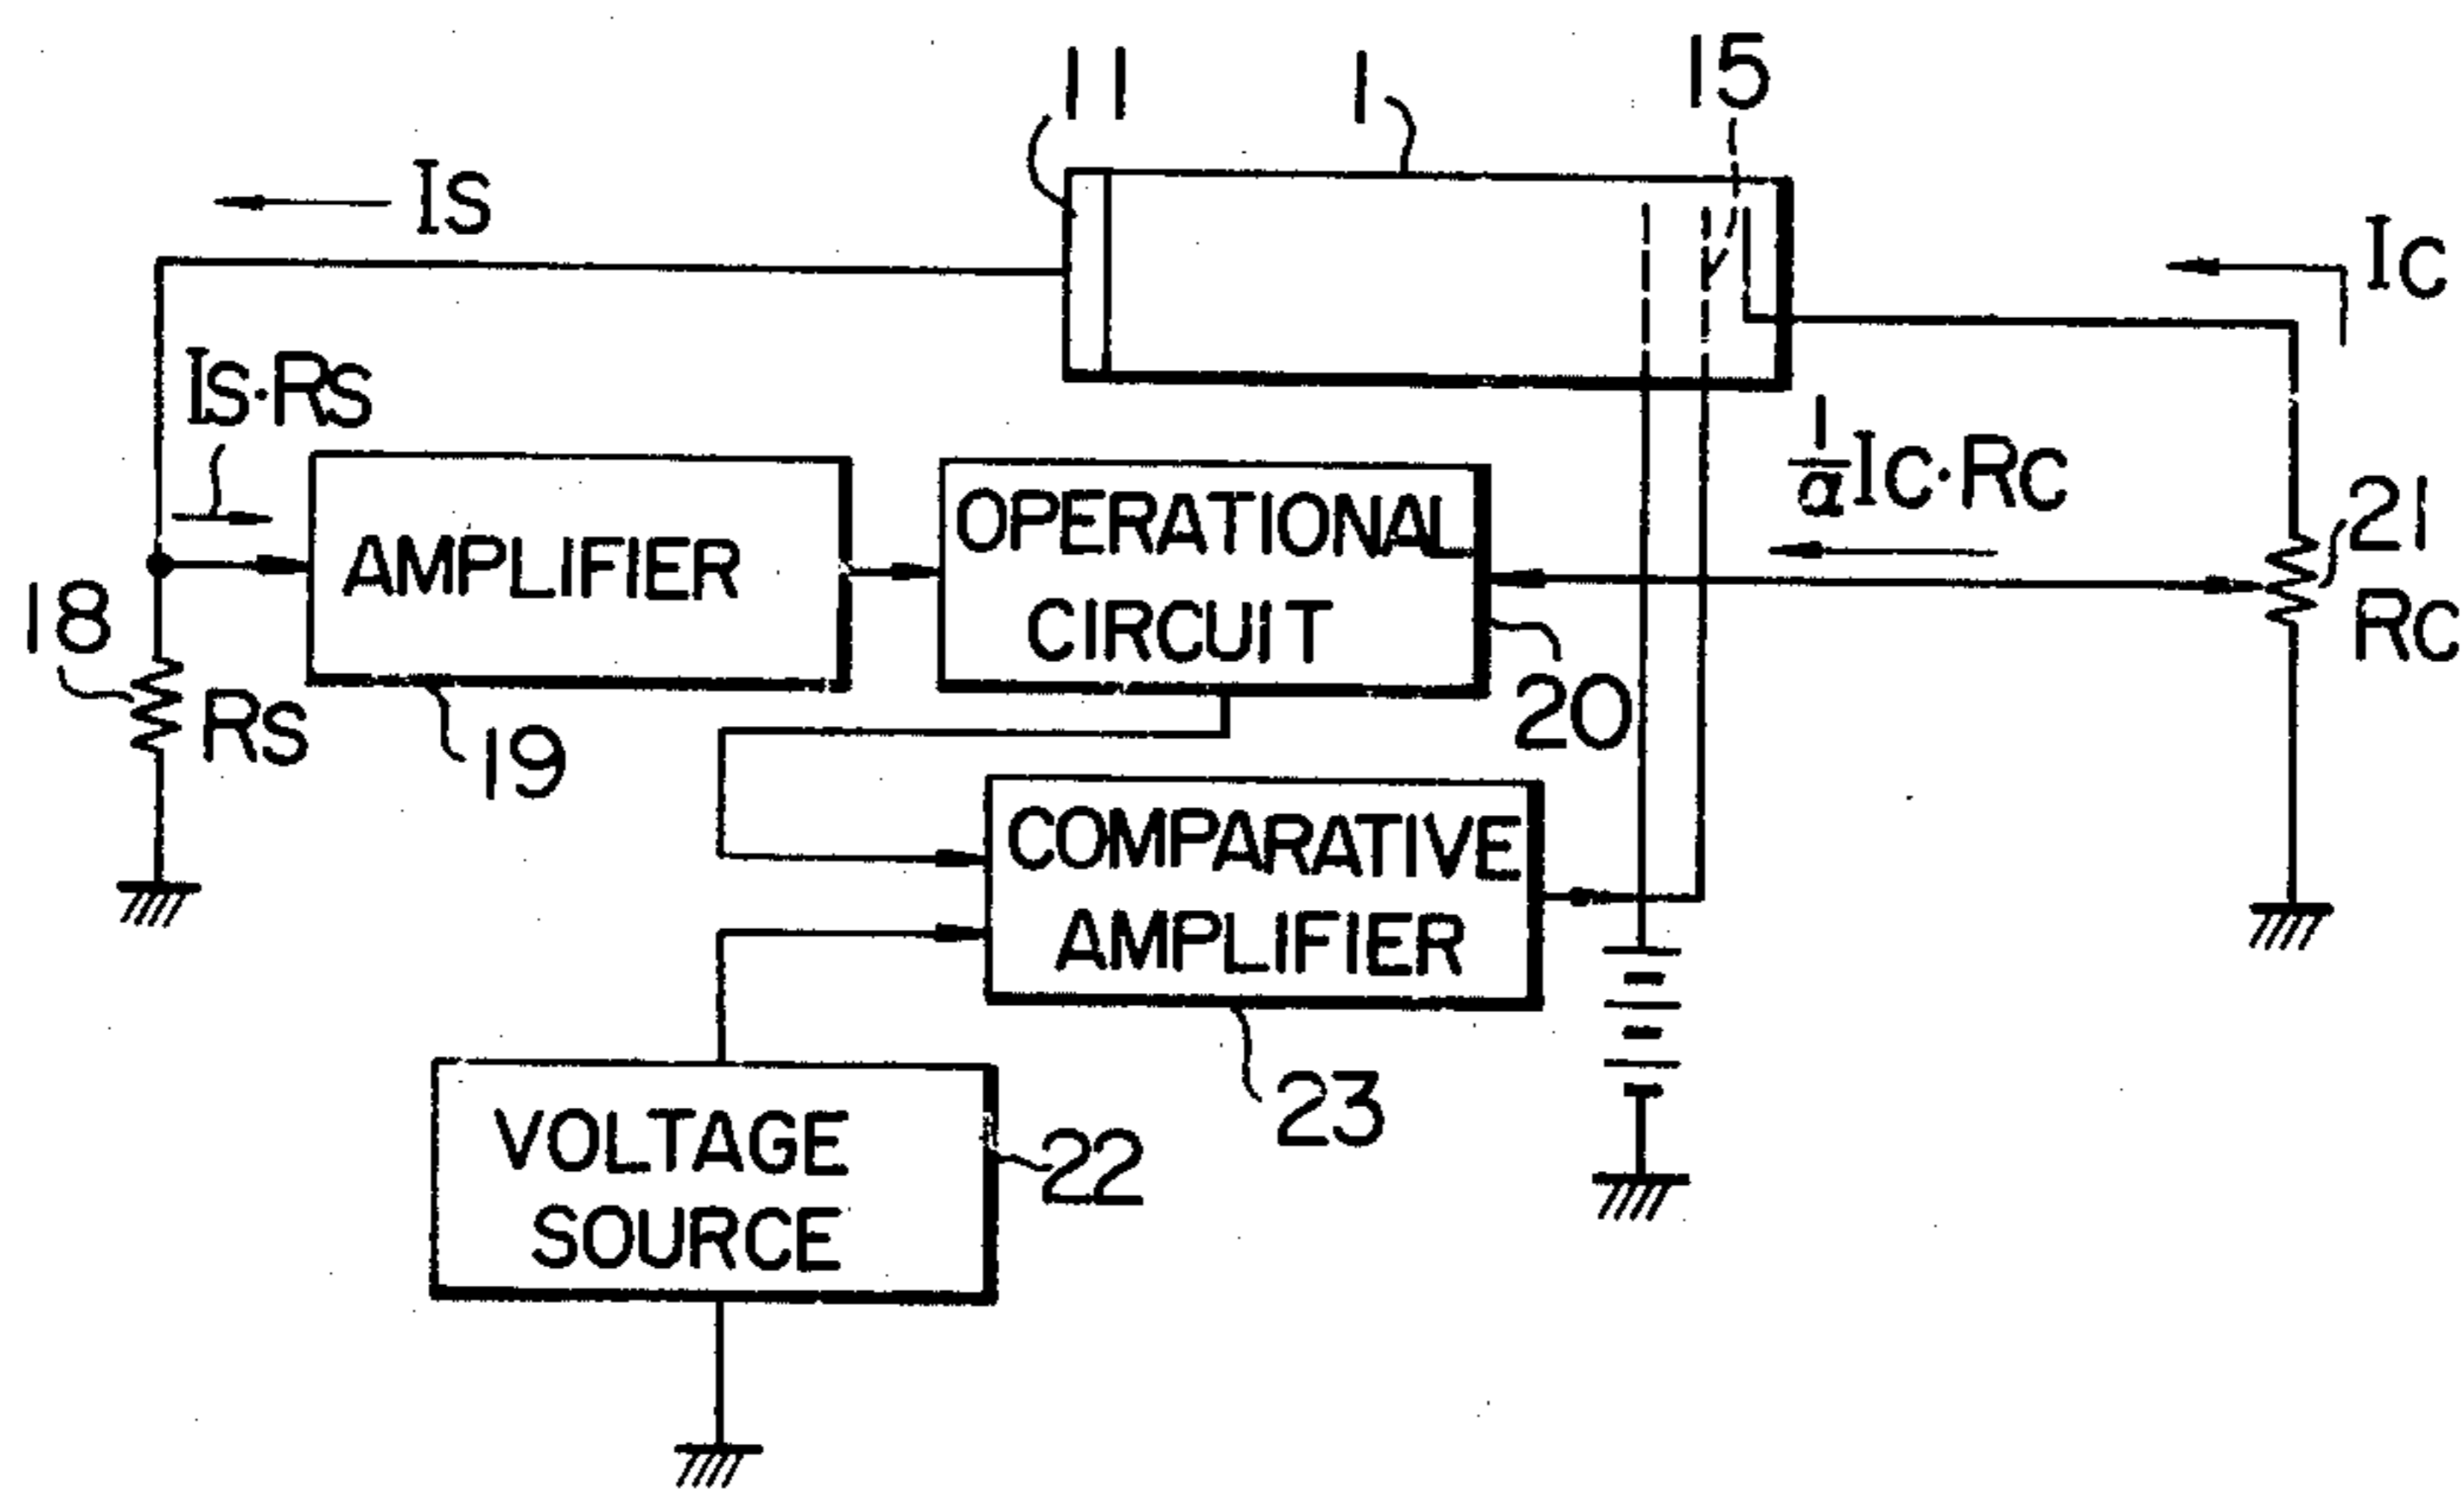 11
1
15
Is
Ic
Is·Rs
1/a Ic·Rc
AMPLIFIER
OPERATIONAL
CIRCUIT
21
Rc
18
Rs
19
20
COMPARATIVE
AMPLIFIER
23
VOLTAGE
SOURCE
22